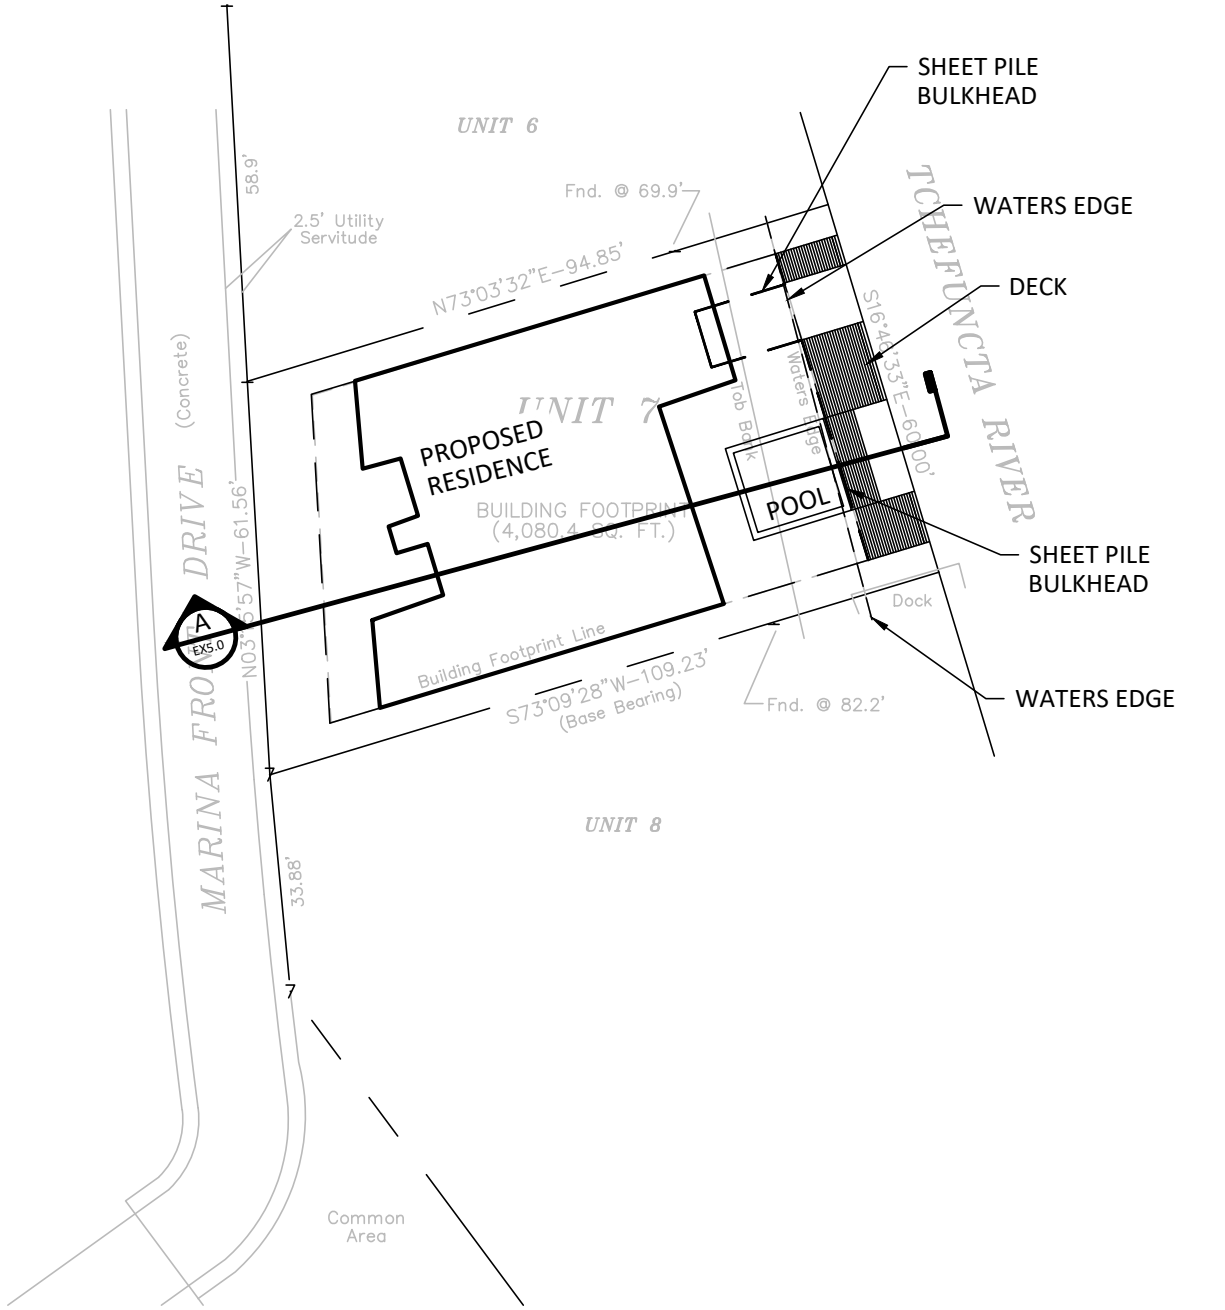 SHEET PILE
BULKHEAD
UNIT 6
58.9'
Fnd. @ 69.9'
WATERS EDGE
TCHEFUNCTA RIVER
2.5' Utility
Servitude
N73°03'32"E-94.85'
DECK
S16°46'33"E-60.00'
(Concrete)
Waters Edge
Top Bank
UNIT 7
PROPOSED
RESIDENCE
BUILDING FOOTPRINT
(4,080.4 SQ. FT.)
POOL
MARINA FRONT DRIVE
SHEET PILE
BULKHEAD
Dock
A
EX5.0
Building Footprint Line
S73°09'28"W-109.23'
(Base Bearing)
Fnd. @ 82.2'
WATERS EDGE
7
UNIT 8
33.88'
7
Common
Area